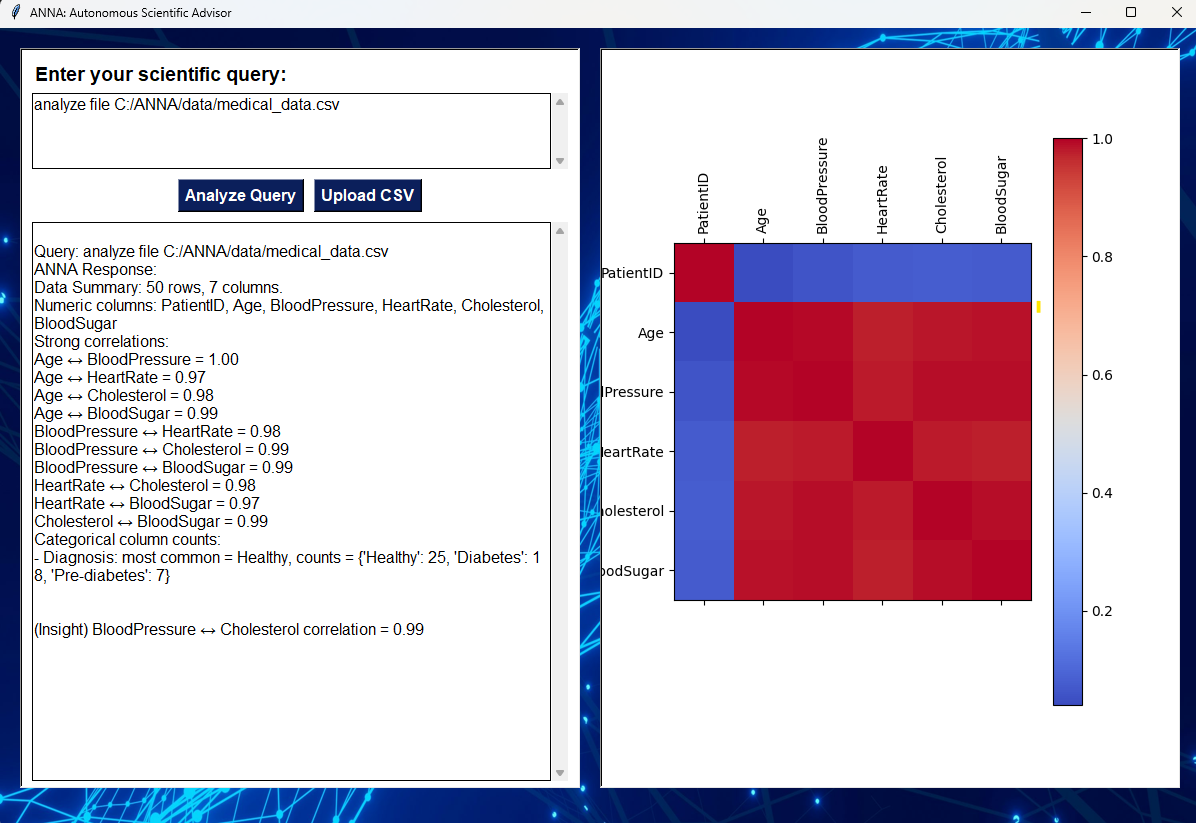 ANNA: Autonomous Scientific Advisor
Enter your scientific query:
analyze file C:/ANNA/data/medical_data.csv
Analyze Query
Upload CSV
Query: analyze file C:/ANNA/data/medical_data.csv
ANNA Response:
Data Summary: 50 rows, 7 columns.
Numeric columns: PatientID, Age, BloodPressure, HeartRate, Cholesterol,
BloodSugar
Strong correlations:
Age ↔ BloodPressure = 1.00
Age ↔ HeartRate = 0.97
Age ↔ Cholesterol = 0.98
Age ↔ BloodSugar = 0.99
BloodPressure ↔ HeartRate = 0.98
BloodPressure ↔ Cholesterol = 0.99
BloodPressure ↔ BloodSugar = 0.99
HeartRate ↔ Cholesterol = 0.98
HeartRate ↔ BloodSugar = 0.97
Cholesterol ↔ BloodSugar = 0.99
Categorical column counts:
- Diagnosis: most common = Healthy, counts = {'Healthy': 25, 'Diabetes': 1
8, 'Pre-diabetes': 7}
(Insight) BloodPressure ↔ Cholesterol correlation = 0.99
PatientID
Age
BloodPressure
HeartRate
Cholesterol
BloodSugar
PatientID
Age
dPressure
HeartRate
holesterol
oodSugar
1.0
0.8
0.6
0.4
0.2